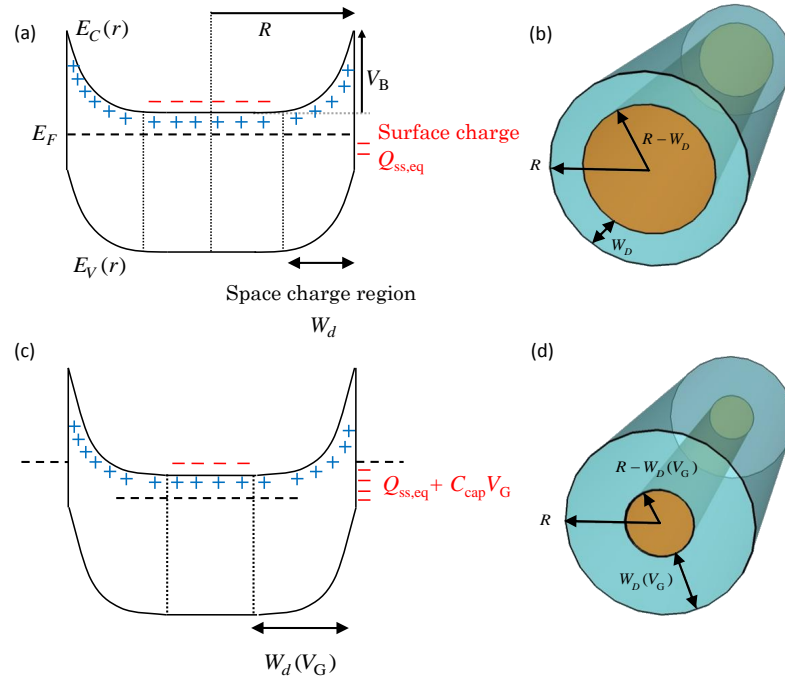 (a)
E_C(r)
R
V_B
E_F
Surface charge
Q_ss,eq
E_V(r)
Space charge region
W_d
(b)
R − W_D
R
W_D
(c)
Q_ss,eq + C_cap V_G
W_d(V_G)
(d)
R − W_D(V_G)
R
W_D(V_G)